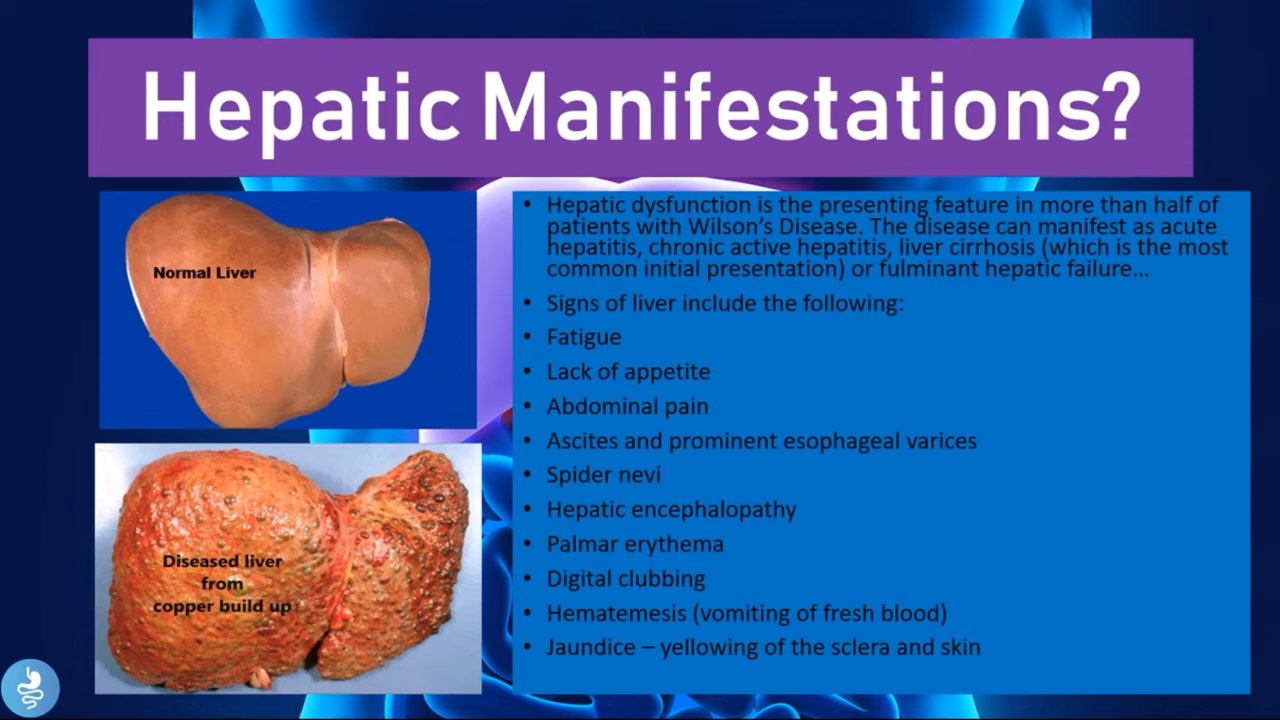 Hepatic Manifestations?
Normal Liver
Diseased liver
from
copper build up
• Hepatic dysfunction is the presenting feature in more than half of
patients with Wilson's Disease. The disease can manifest as acute
hepatitis, chronic active hepatitis, liver cirrhosis (which is the most
common initial presentation) or fulminant hepatic failure...
• Signs of liver include the following:
• Fatigue
• Lack of appetite
• Abdominal pain
• Ascites and prominent esophageal varices
• Spider nevi
• Hepatic encephalopathy
• Palmar erythema
• Digital clubbing
• Hematemesis (vomiting of fresh blood)
• Jaundice – yellowing of the sclera and skin